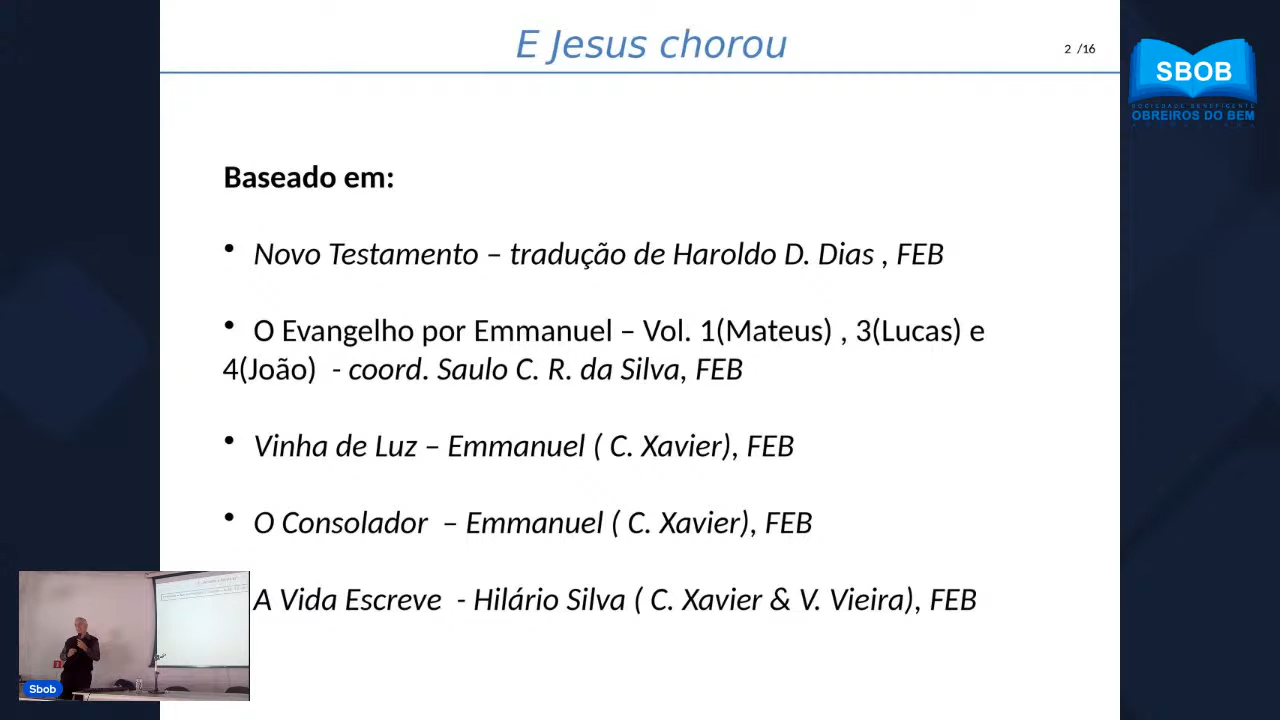 E Jesus chorou
2 /16
SBOB
SOCIEDADE BENEFICENTE
OBREIROS DO BEM
Baseado em:
• Novo Testamento – tradução de Haroldo D. Dias , FEB
• O Evangelho por Emmanuel – Vol. 1(Mateus) , 3(Lucas) e
4(João) - coord. Saulo C. R. da Silva, FEB
• Vinha de Luz – Emmanuel ( C. Xavier), FEB
• O Consolador – Emmanuel ( C. Xavier), FEB
A Vida Escreve - Hilário Silva ( C. Xavier & V. Vieira), FEB
Sbob